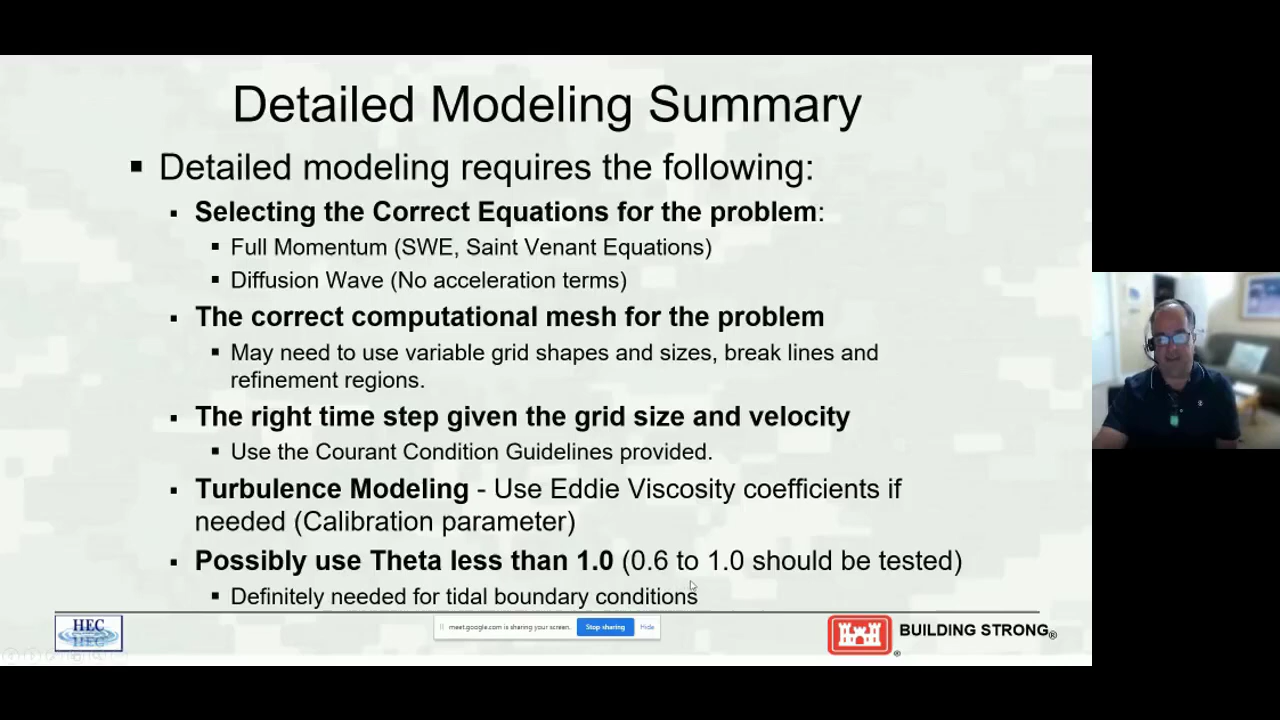 Detailed Modeling Summary
▪ Detailed modeling requires the following:
▪ Selecting the Correct Equations for the problem:
▪ Full Momentum (SWE, Saint Venant Equations)
▪ Diffusion Wave (No acceleration terms)
▪ The correct computational mesh for the problem
▪ May need to use variable grid shapes and sizes, break lines and
refinement regions.
▪ The right time step given the grid size and velocity
▪ Use the Courant Condition Guidelines provided.
▪ Turbulence Modeling - Use Eddie Viscosity coefficients if
needed (Calibration parameter)
▪ Possibly use Theta less than 1.0 (0.6 to 1.0 should be tested)
▪ Definitely needed for tidal boundary conditions
HEC
meet.google.com is sharing your screen.
Stop sharing
Hide
BUILDING STRONG®
®